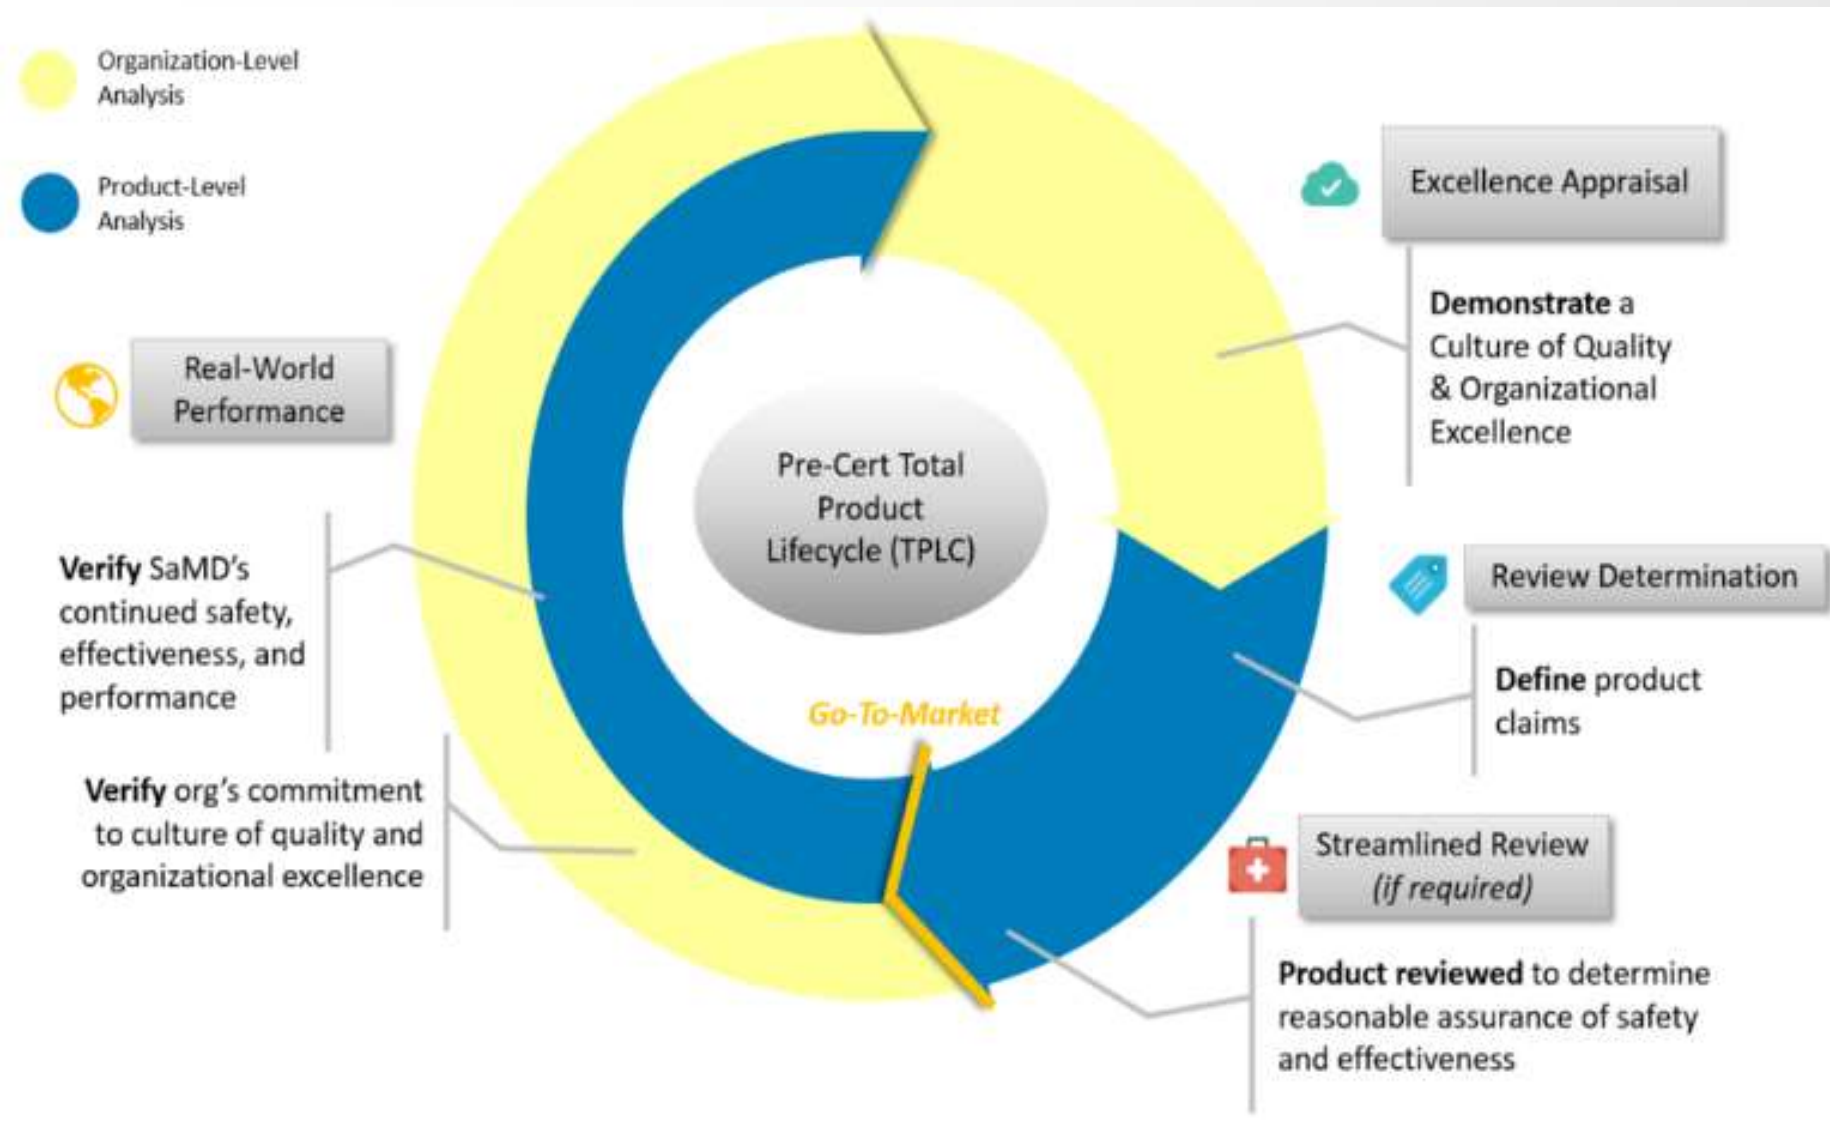 Organization-Level
Analysis
Product-Level
Analysis
Excellence Appraisal
Demonstrate a
Culture of Quality
& Organizational
Excellence
Real-World
Performance
Pre-Cert Total
Product
Lifecycle (TPLC)
Verify SaMD's
continued safety,
effectiveness, and
performance
Review Determination
Define product
claims
Go-To-Market
Verify org's commitment
to culture of quality and
organizational excellence
Streamlined Review
(if required)
Product reviewed to determine
reasonable assurance of safety
and effectiveness